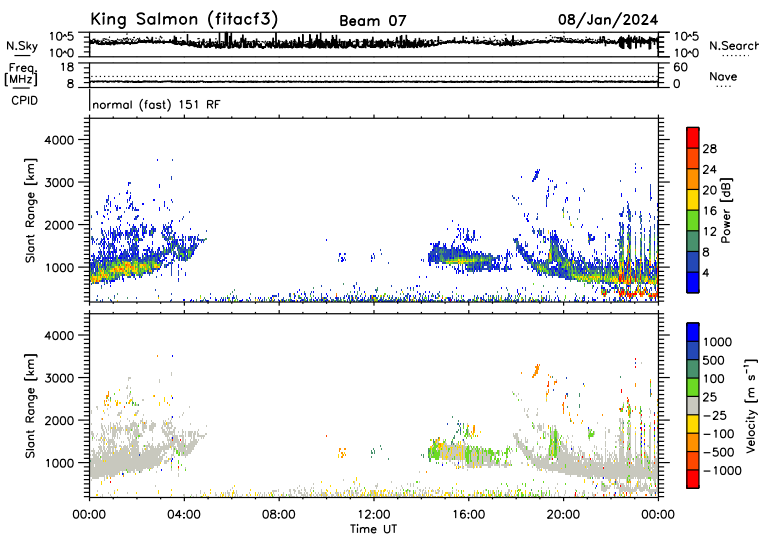 King Salmon (fitacf3) Beam 07 08/Jan/2024
N.Sky 10^5 10^0 10^5 10^0 N.Search
Freq. [MHz] 18 8 60 0 Nave
CPID normal (fast) 151 RF
Slant Range [km] 4000 3000 2000 1000
Power [dB] 28 24 20 16 12 8 4
Slant Range [km] 4000 3000 2000 1000
Velocity [m s⁻¹] 1000 500 100 25 −25 −100 −500 −1000
00:00 04:00 08:00 12:00 16:00 20:00 00:00
Time UT